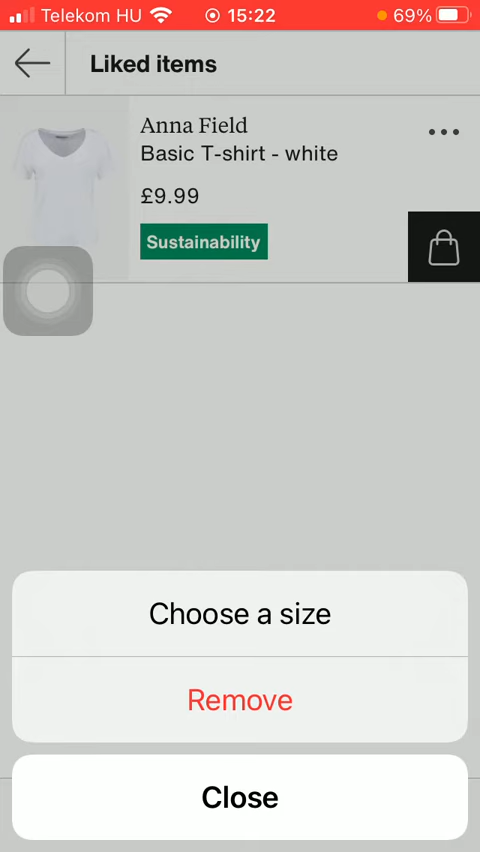 Telekom HU 15:22 69%
Liked items
Anna Field
Basic T-shirt - white
£9.99
Sustainability
Choose a size
Remove
Close